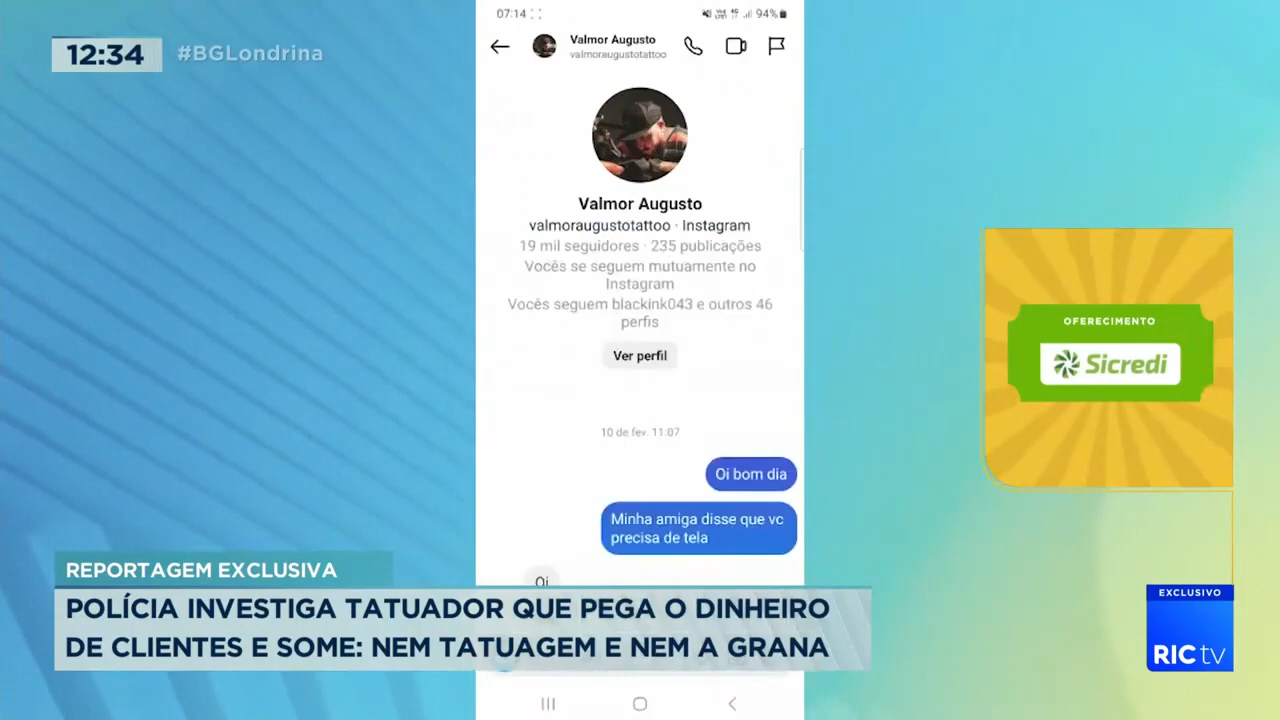 12:34 #BGLondrina
07:14
94%
Valmor Augusto
valmoraugustotattoo
Valmor Augusto
valmoraugustotattoo · Instagram
19 mil seguidores · 235 publicações
Vocês se seguem mutuamente no
Instagram
Vocês seguem blackink043 e outros 46
perfis
Ver perfil
10 de fev. 11:07
Oi bom dia
Minha amiga disse que vc
precisa de tela
Oi
OFERECIMENTO
Sicredi
REPORTAGEM EXCLUSIVA
POLÍCIA INVESTIGA TATUADOR QUE PEGA O DINHEIRO
DE CLIENTES E SOME: NEM TATUAGEM E NEM A GRANA
EXCLUSIVO
RICtv